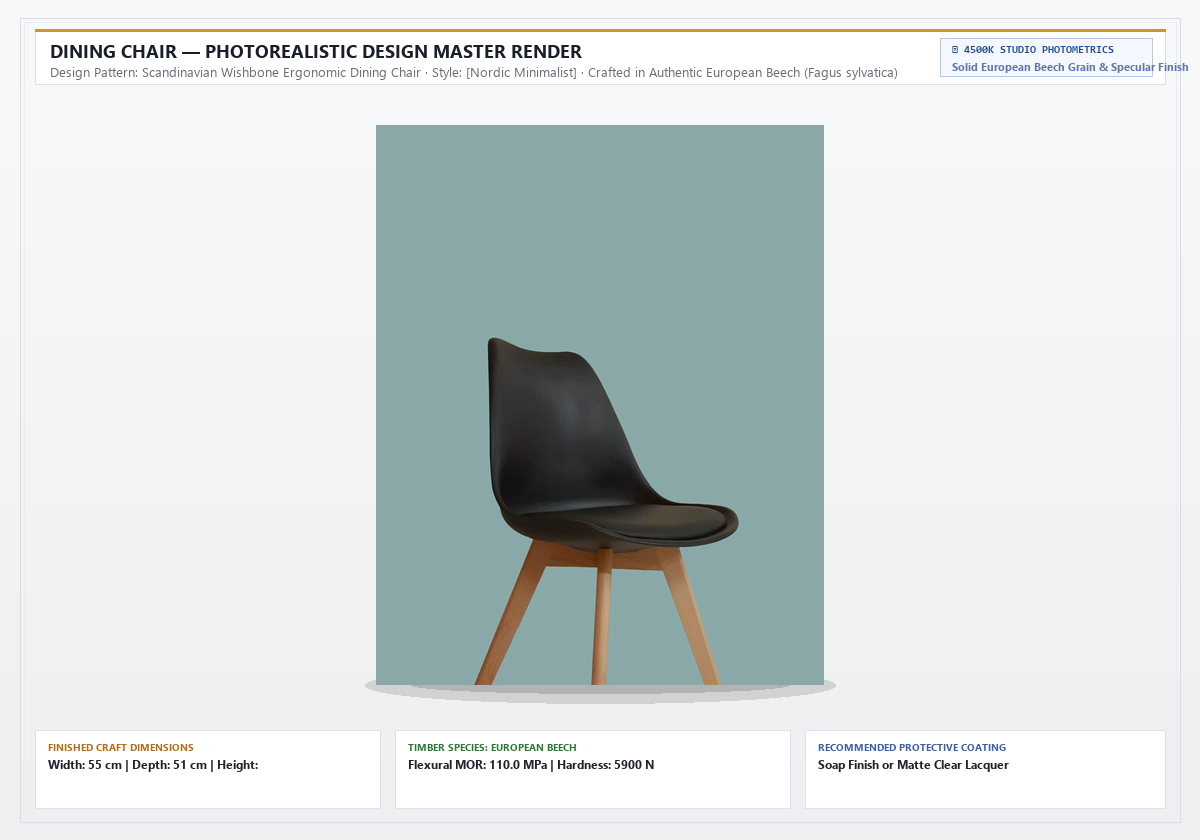 DINING CHAIR — PHOTOREALISTIC DESIGN MASTER RENDER
Design Pattern: Scandinavian Wishbone Ergonomic Dining Chair · Style: [Nordic Minimalist] · Crafted in Authentic European Beech (Fagus sylvatica)
4500K STUDIO PHOTOMETRICS
Solid European Beech Grain & Specular Finish
FINISHED CRAFT DIMENSIONS
Width: 55 cm | Depth: 51 cm | Height:
TIMBER SPECIES: EUROPEAN BEECH
Flexural MOR: 110.0 MPa | Hardness: 5900 N
RECOMMENDED PROTECTIVE COATING
Soap Finish or Matte Clear Lacquer